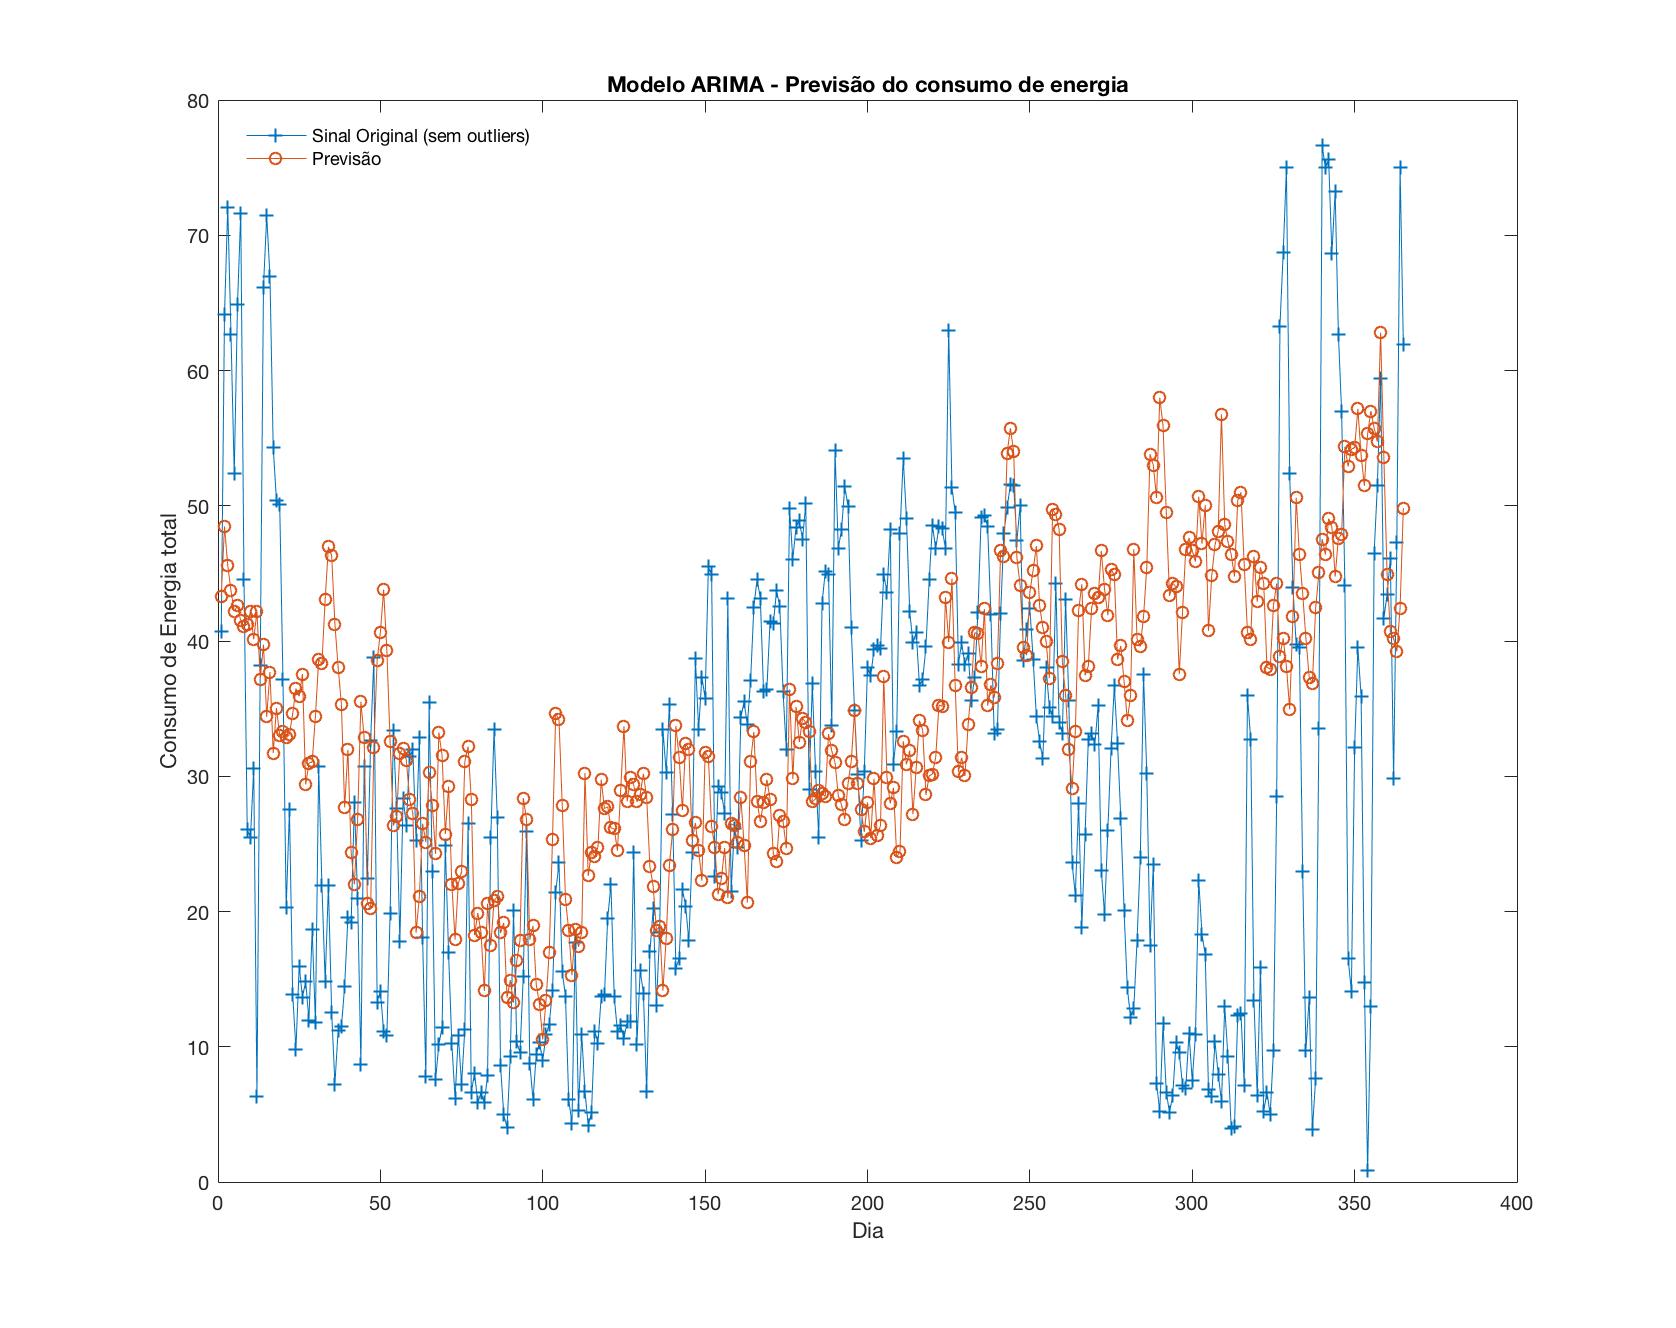 Modelo ARIMA - Previsão do consumo de energia
Sinal Original (sem outliers)
Previsão
Consumo de Energia total
80
70
60
50
40
30
20
10
0
0 50 100 150 200 250 300 350 400
Dia